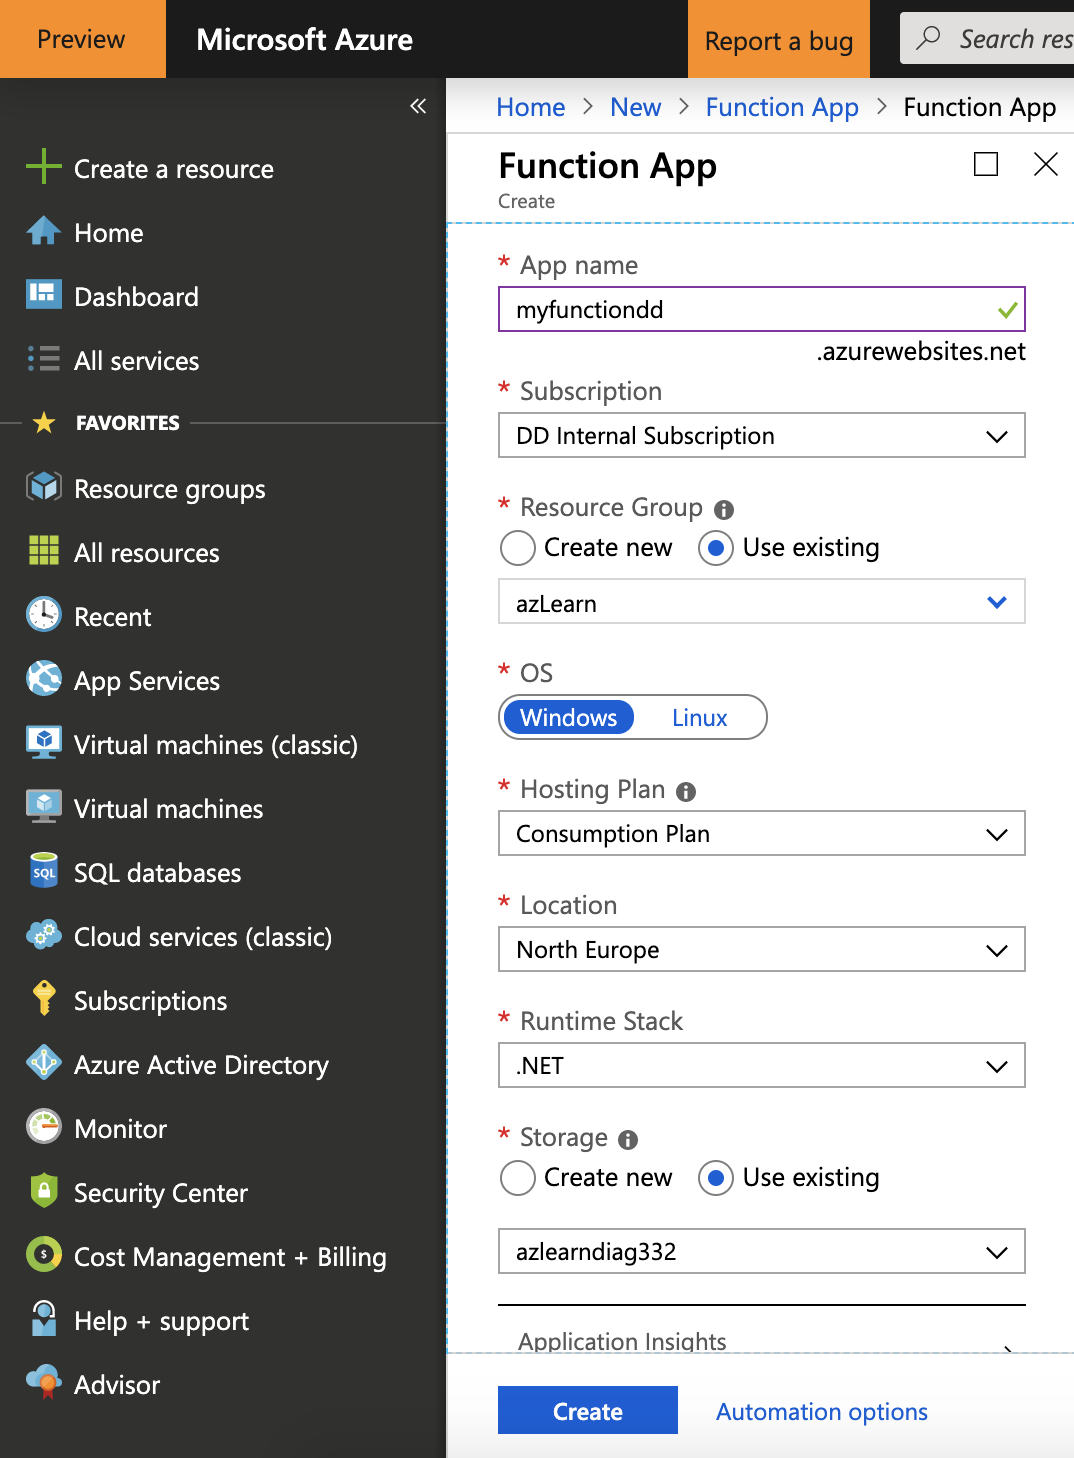 Preview
Microsoft Azure
Report a bug
Search res
«
Home > New > Function App > Function App
Create a resource
Home
Dashboard
All services
FAVORITES
Resource groups
All resources
Recent
App Services
Virtual machines (classic)
Virtual machines
SQL
SQL databases
Cloud services (classic)
Subscriptions
Azure Active Directory
Monitor
Security Center
$
Cost Management + Billing
Help + support
Advisor
Function App
Create
* App name
myfunctiondd
.azurewebsites.net
* Subscription
DD Internal Subscription
* Resource Group
Create new Use existing
azLearn
* OS
Windows Linux
* Hosting Plan
Consumption Plan
* Location
North Europe
* Runtime Stack
.NET
* Storage
Create new Use existing
azlearndiag332
Application Insights
Create Automation options